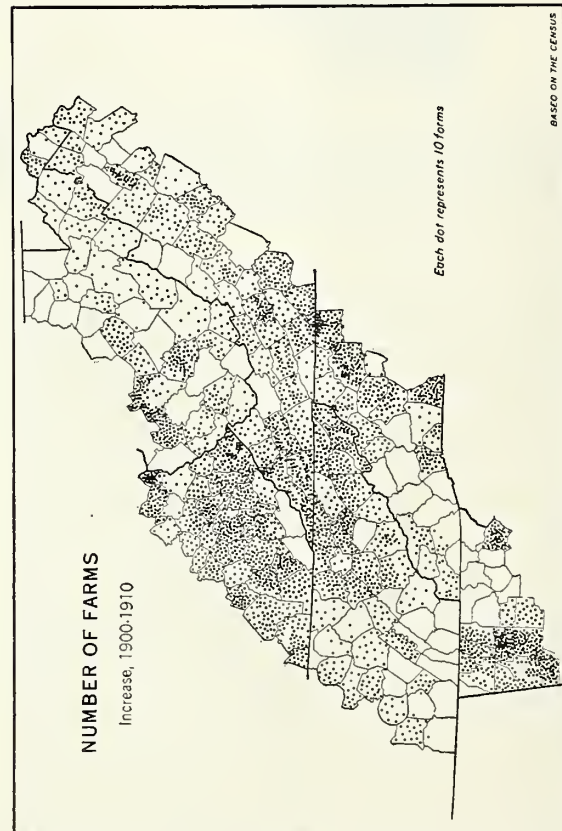 NUMBER OF FARMS
Increase, 1900-1910
Each dot represents 10 farms
BASED ON THE CENSUS